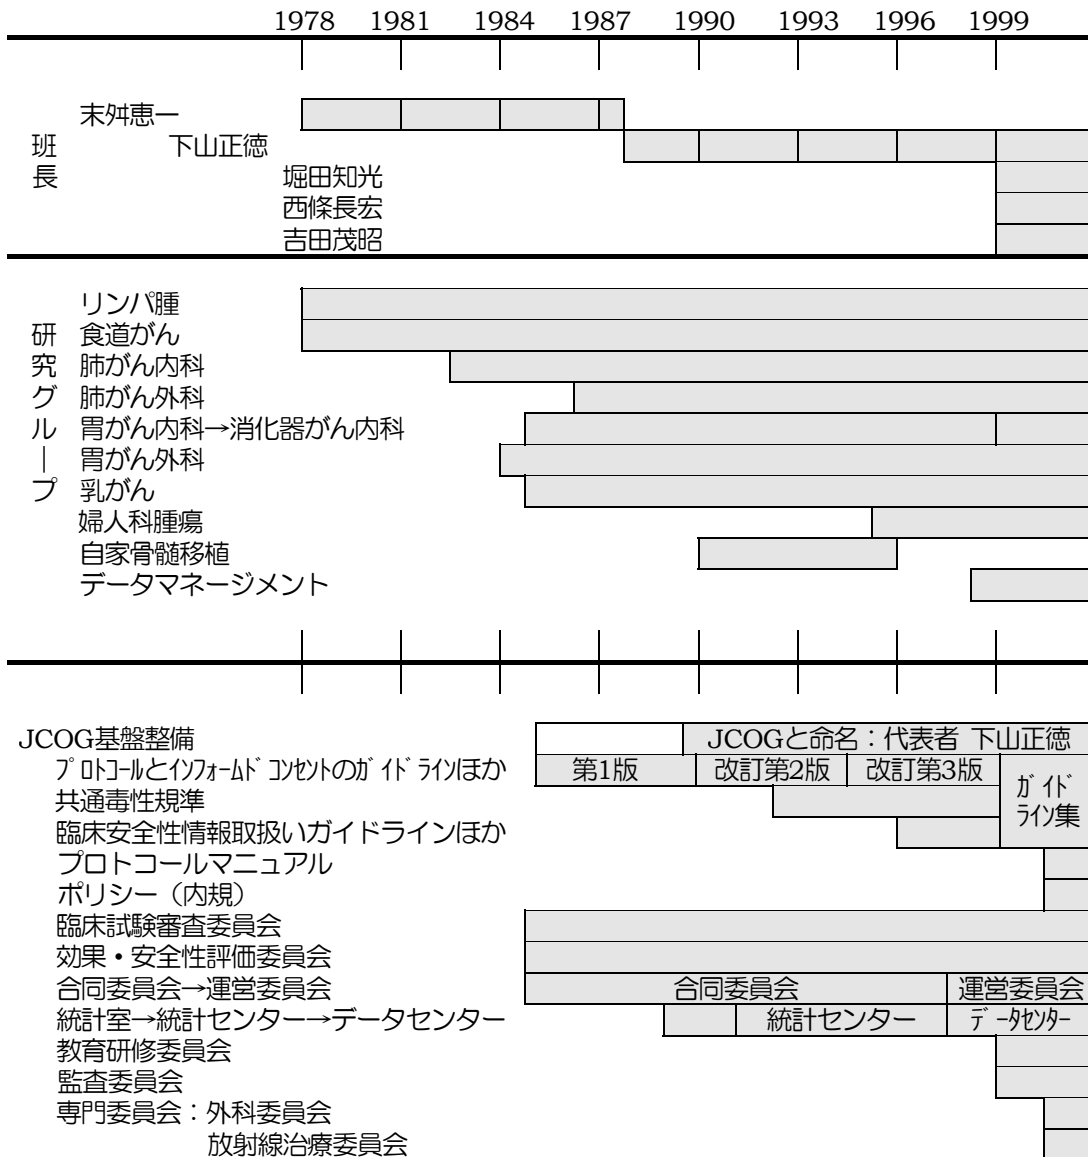 1978 1981 1984 1987 1990 1993 1996 1999
末舛恵一
班長
下山正徳
堀田知光
西條長宏
吉田茂昭
研究グループ
リンパ腫
食道がん
肺がん内科
肺がん外科
胃がん内科→消化器がん内科
胃がん外科
乳がん
婦人科腫瘍
自家骨髄移植
データマネージメント
JCOG基盤整備 JCOGと命名：代表者 下山正徳
プロトコールとインフォームドコンセントのガイドラインほか 第1版 改訂第2版 改訂第3版 ガイドライン集
共通毒性規準
臨床安全性情報取扱いガイドラインほか
プロトコールマニュアル
ポリシー（内規）
臨床試験審査委員会
効果・安全性評価委員会
合同委員会→運営委員会 合同委員会 運営委員会
統計室→統計センター→データセンター 統計センター データセンター
教育研修委員会
監査委員会
専門委員会：外科委員会
放射線治療委員会